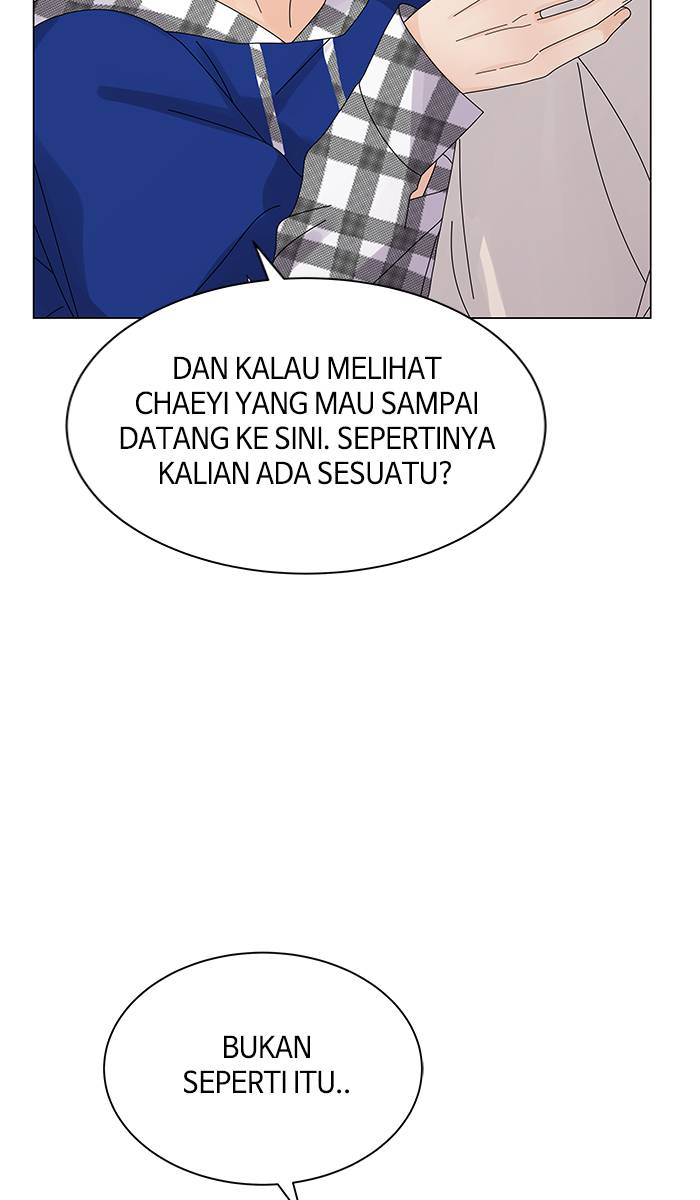 DAN KALAU MELIHAT
CHAEYI YANG MAU SAMPAI
DATANG KE SINI. SEPERTINYA
KALIAN ADA SESUATU?
BUKAN
SEPERTI ITU..